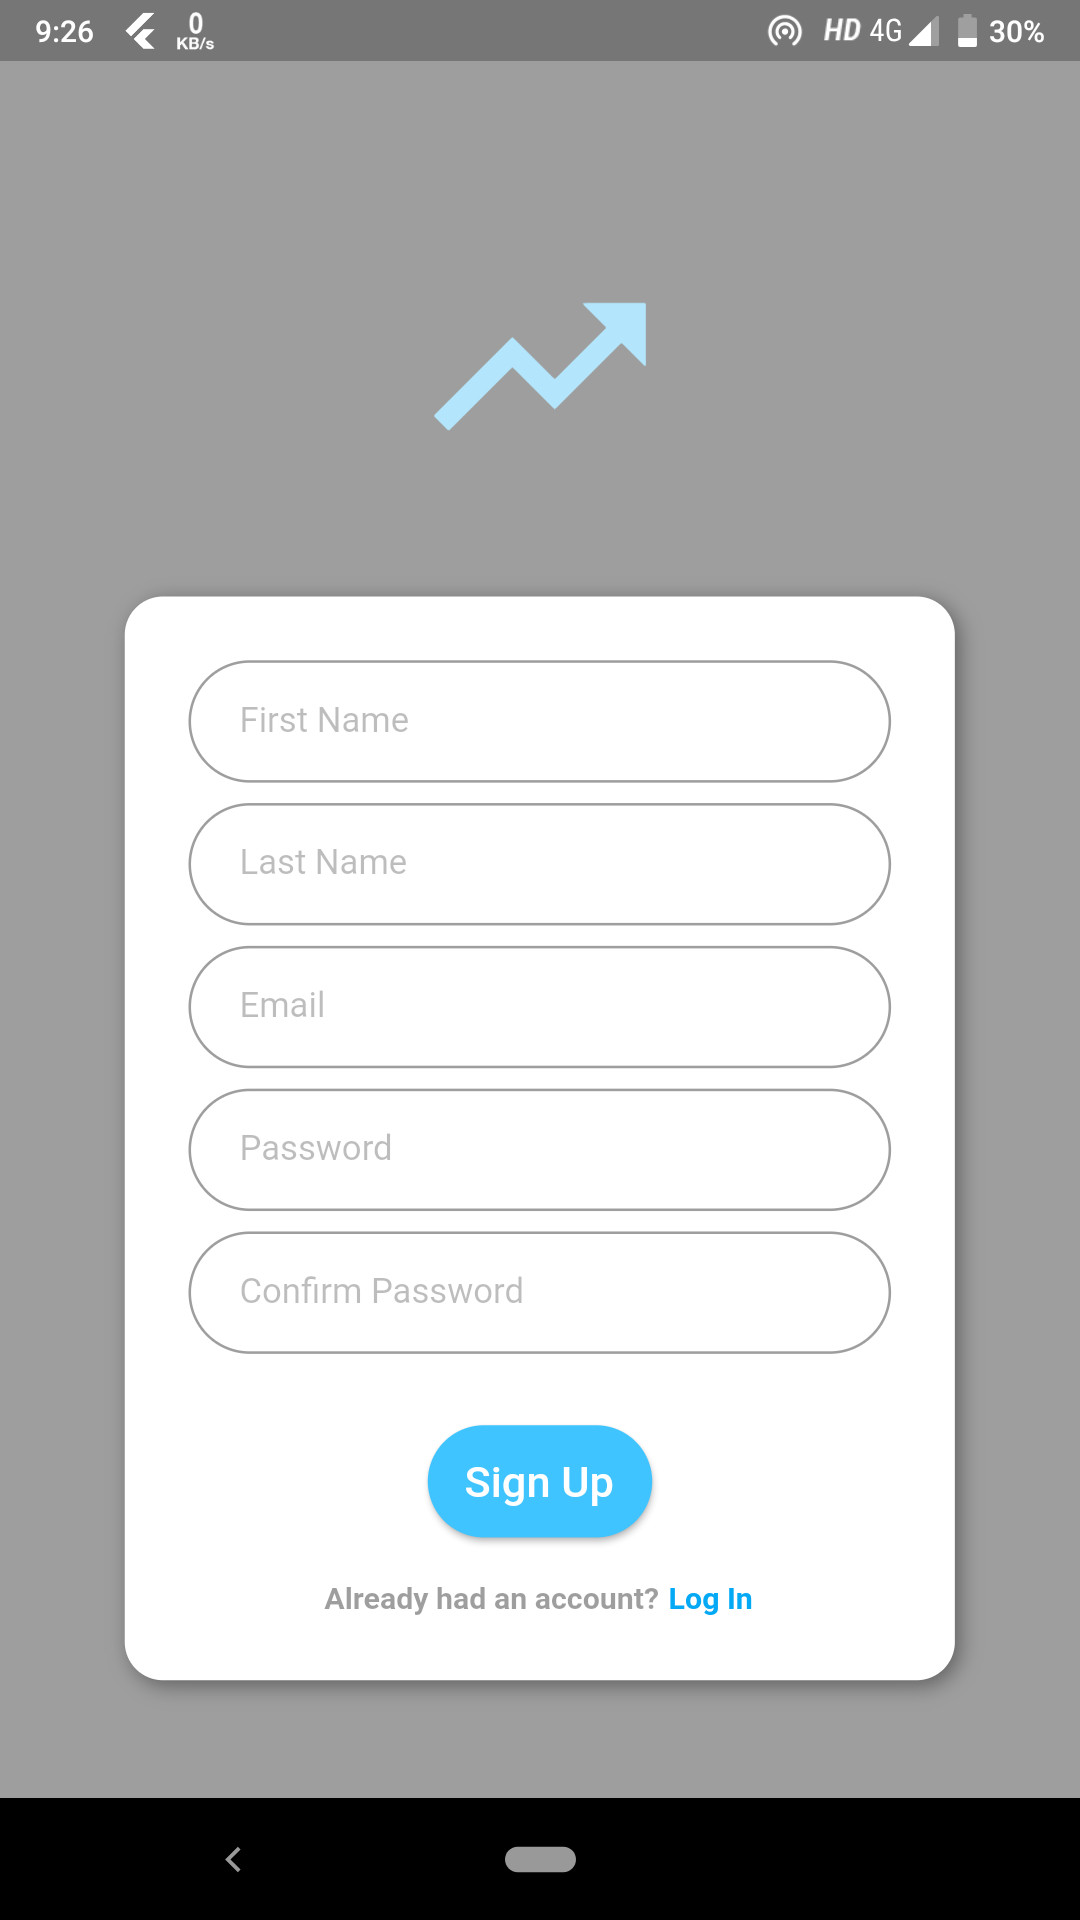 9:26 0 KB/s HD 4G 30%
First Name
Last Name
Email
Password
Confirm Password
Sign Up
Already had an account? Log In